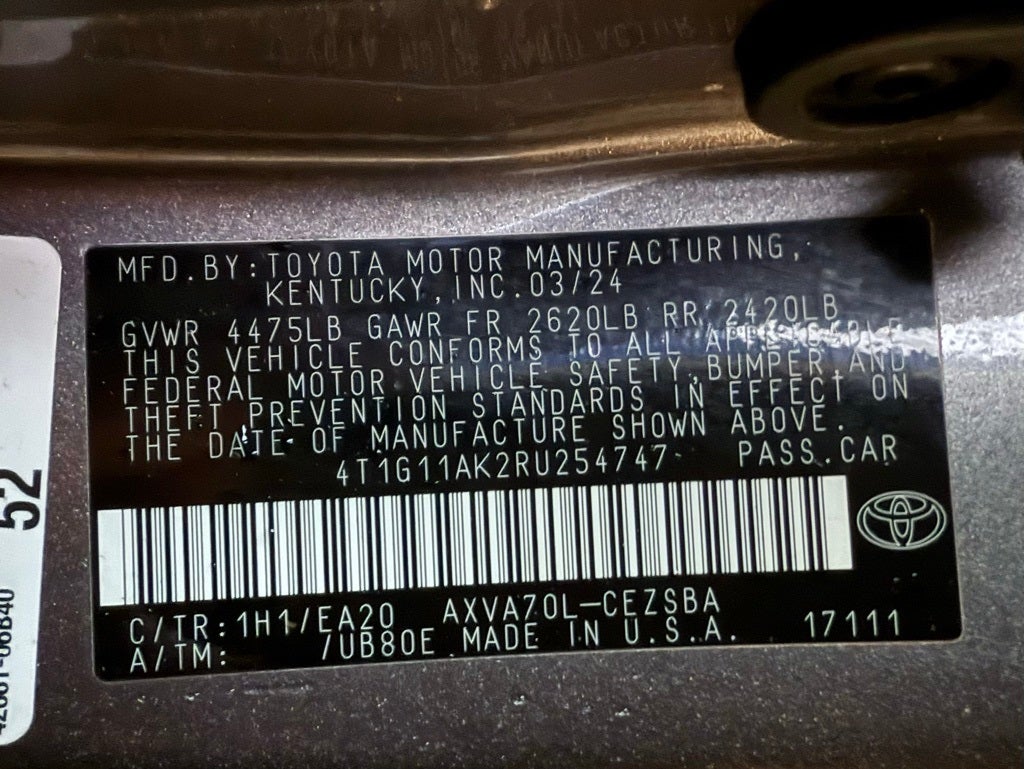 MFD.BY:TOYOTA MOTOR MANUFACTURING,
KENTUCKY,INC.03/24
GVWR 4475LB GAWR FR 2620LB RR 2420LB
THIS VEHICLE CONFORMS TO ALL APPLICABLE
FEDERAL MOTOR VEHICLE SAFETY,BUMPER,AND
THEFT PREVENTION STANDARDS IN EFFECT ON
THE DATE OF MANUFACTURE SHOWN ABOVE.
4T1G11AK2RU254747 PASS.CAR
C/TR:1H1/EA20 AXVA70L-CEZSBA
A/TM: /UB80E MADE IN U.S.A. 17111
52